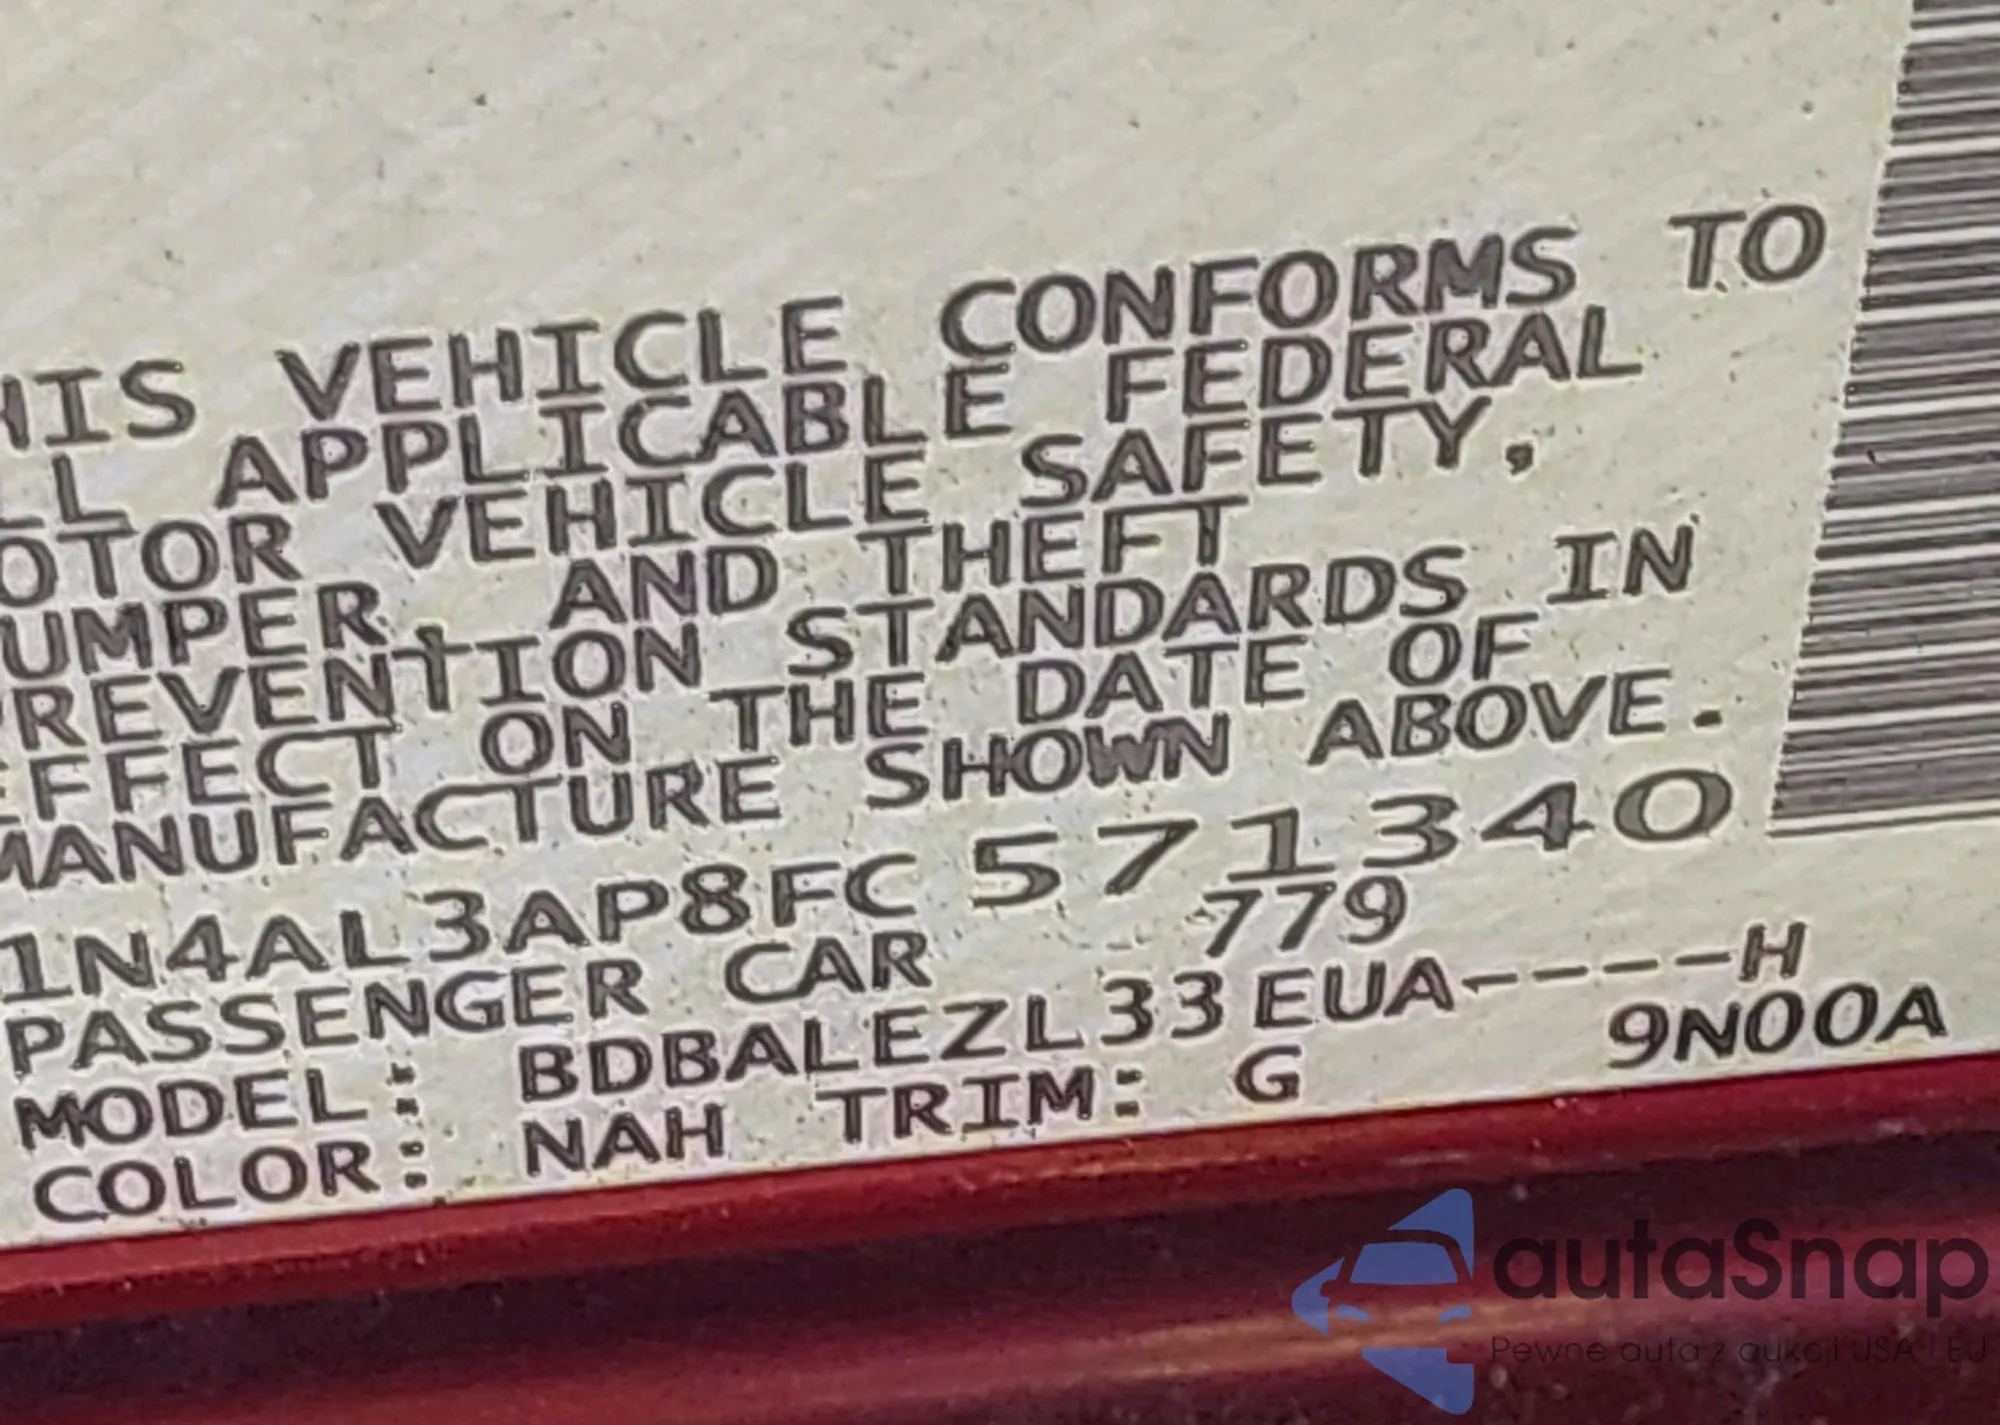 HIS VEHICLE CONFORMS TO
LL APPLICABLE FEDERAL
OTOR VEHICLE SAFETY,
UMPER, AND THEFT
REVENTION STANDARDS IN
EFFECT ON THE DATE OF
MANUFACTURE SHOWN ABOVE.
1N4AL3AP8FC571340
PASSENGER CAR 779
MODEL: BDBALEZL33EUA----H
COLOR: NAH TRIM: G 9N00A
autaSnap
Pewne auta z aukcji USA i EU